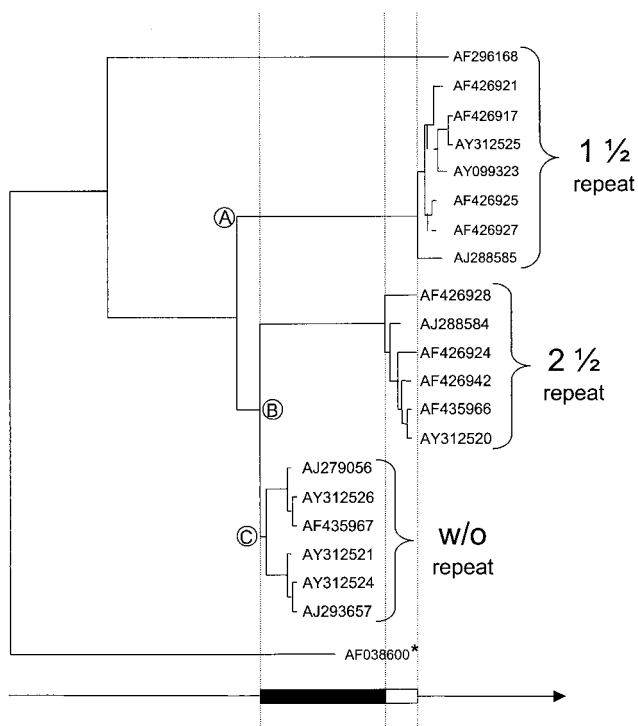 AF296168
AF426921
AF426917
AY312525
AY099323
AF426925
AF426927
AJ288585
1 ½
repeat
A
AF426928
AJ288584
AF426924
AF426942
AF435966
AY312520
2 ½
repeat
B
AJ279056
AY312526
AF435967
AY312521
AY312524
AJ293657
w/o
repeat
C
AF038600*